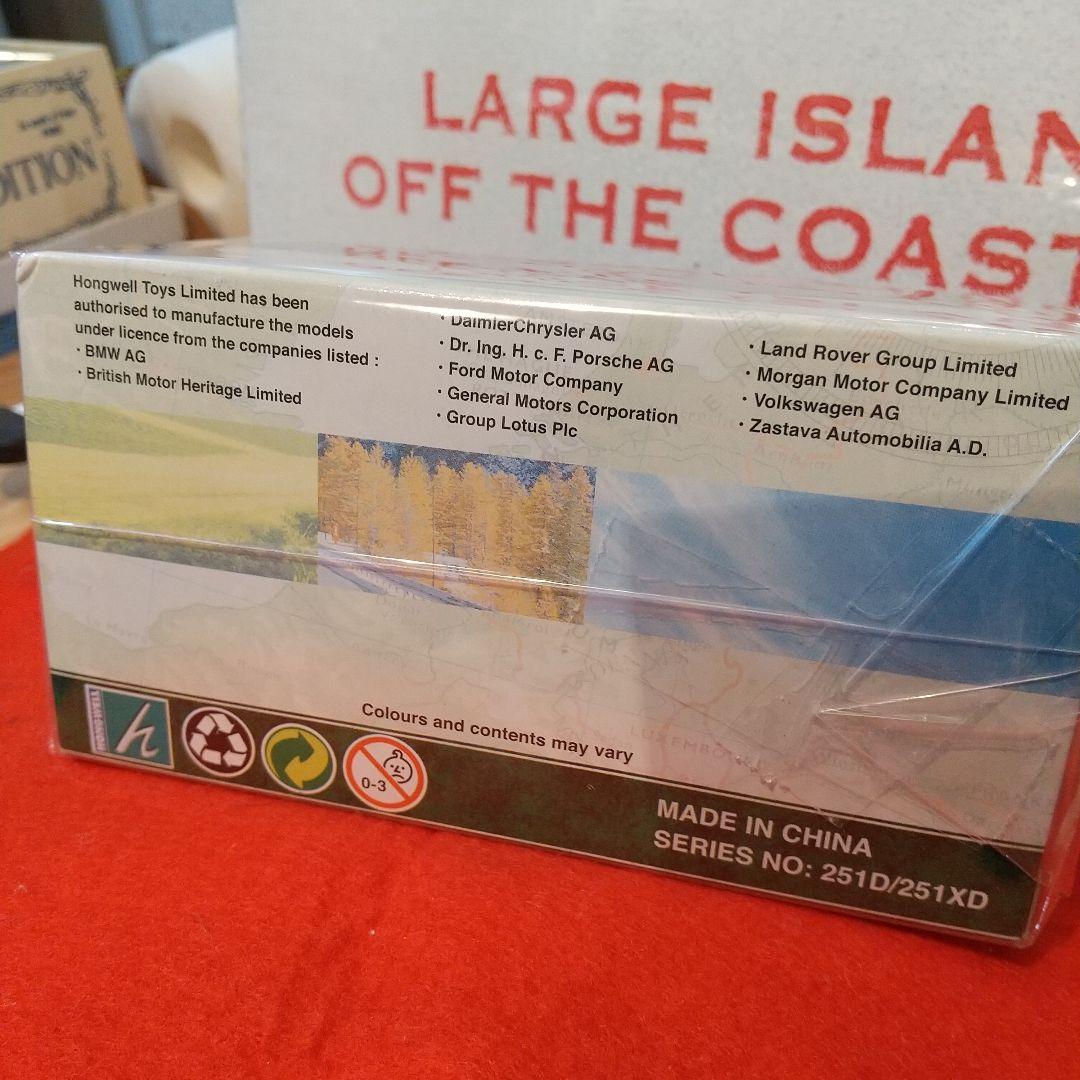 LARGE ISLAN
OFF THE COAST
DITION
Hongwell Toys Limited has been
authorised to manufacture the models
under licence from the companies listed :
· BMW AG
· British Motor Heritage Limited
· DaimlerChrysler AG
· Dr. Ing. H. c. F. Porsche AG
· Ford Motor Company
· General Motors Corporation
· Group Lotus Plc
· Land Rover Group Limited
· Morgan Motor Company Limited
· Volkswagen AG
· Zastava Automobilia A.D.
LUXEMBOU
Colours and contents may vary
HONGWELL
h
0-3
MADE IN CHINA
SERIES NO: 251D/251XD